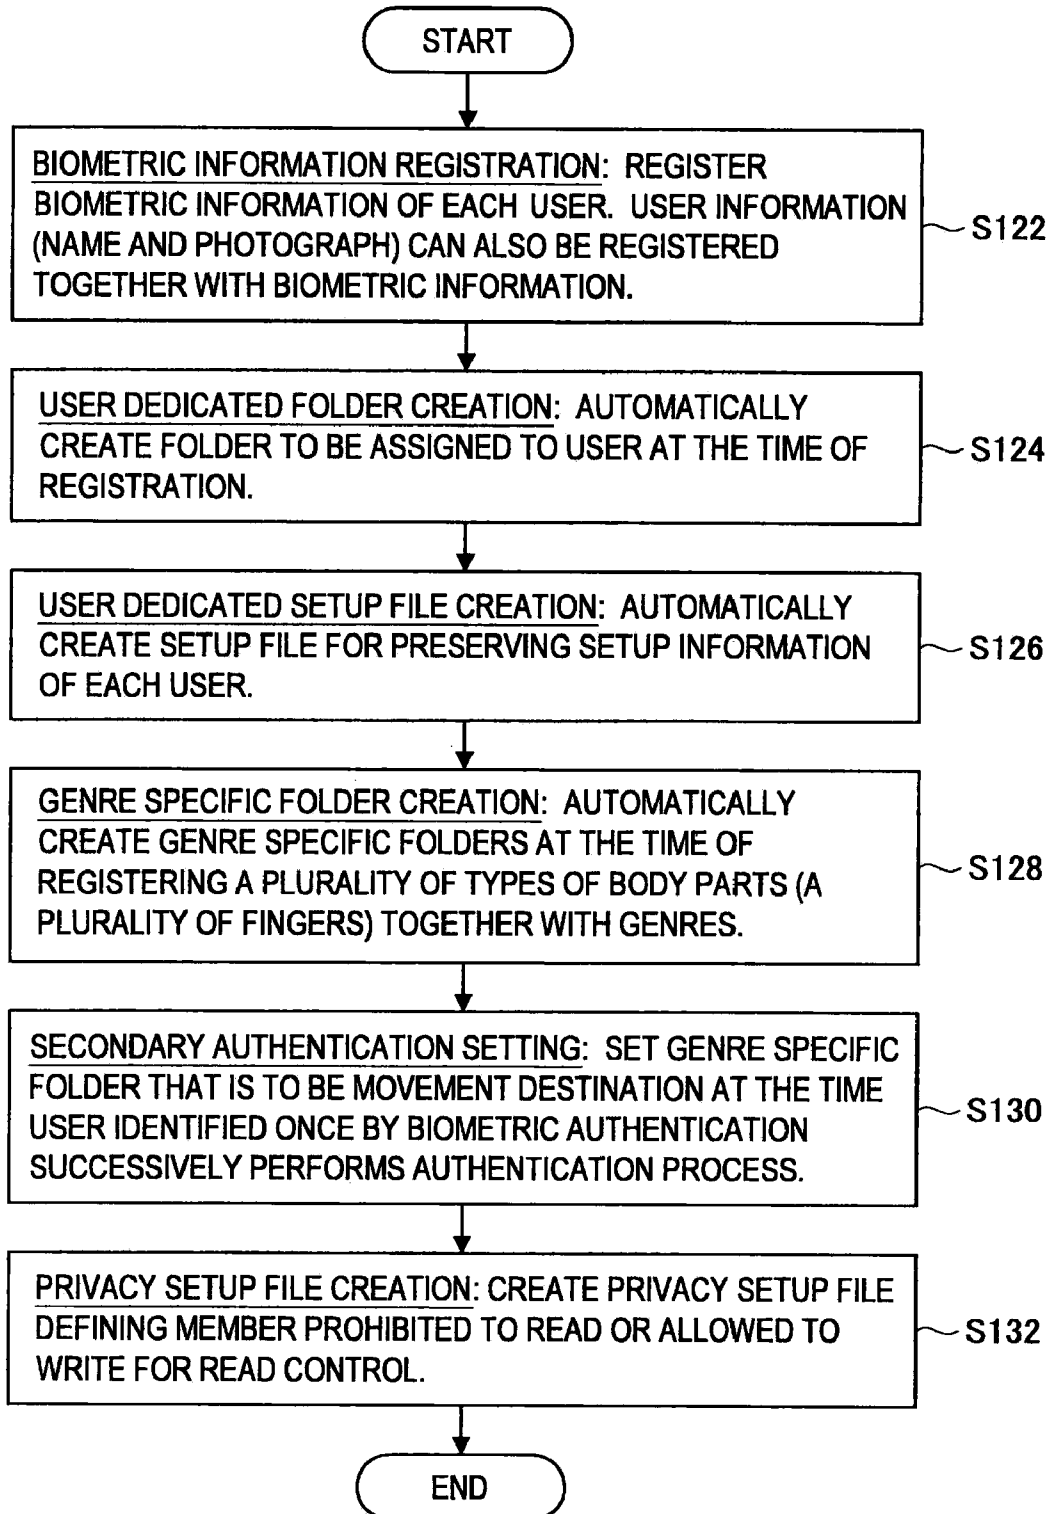 START
BIOMETRIC INFORMATION REGISTRATION: REGISTER
BIOMETRIC INFORMATION OF EACH USER. USER INFORMATION
(NAME AND PHOTOGRAPH) CAN ALSO BE REGISTERED
TOGETHER WITH BIOMETRIC INFORMATION.
S122
USER DEDICATED FOLDER CREATION: AUTOMATICALLY
CREATE FOLDER TO BE ASSIGNED TO USER AT THE TIME OF
REGISTRATION.
S124
USER DEDICATED SETUP FILE CREATION: AUTOMATICALLY
CREATE SETUP FILE FOR PRESERVING SETUP INFORMATION
OF EACH USER.
S126
GENRE SPECIFIC FOLDER CREATION: AUTOMATICALLY
CREATE GENRE SPECIFIC FOLDERS AT THE TIME OF
REGISTERING A PLURALITY OF TYPES OF BODY PARTS (A
PLURALITY OF FINGERS) TOGETHER WITH GENRES.
S128
SECONDARY AUTHENTICATION SETTING: SET GENRE SPECIFIC
FOLDER THAT IS TO BE MOVEMENT DESTINATION AT THE TIME
USER IDENTIFIED ONCE BY BIOMETRIC AUTHENTICATION
SUCCESSIVELY PERFORMS AUTHENTICATION PROCESS.
S130
PRIVACY SETUP FILE CREATION: CREATE PRIVACY SETUP FILE
DEFINING MEMBER PROHIBITED TO READ OR ALLOWED TO
WRITE FOR READ CONTROL.
S132
END